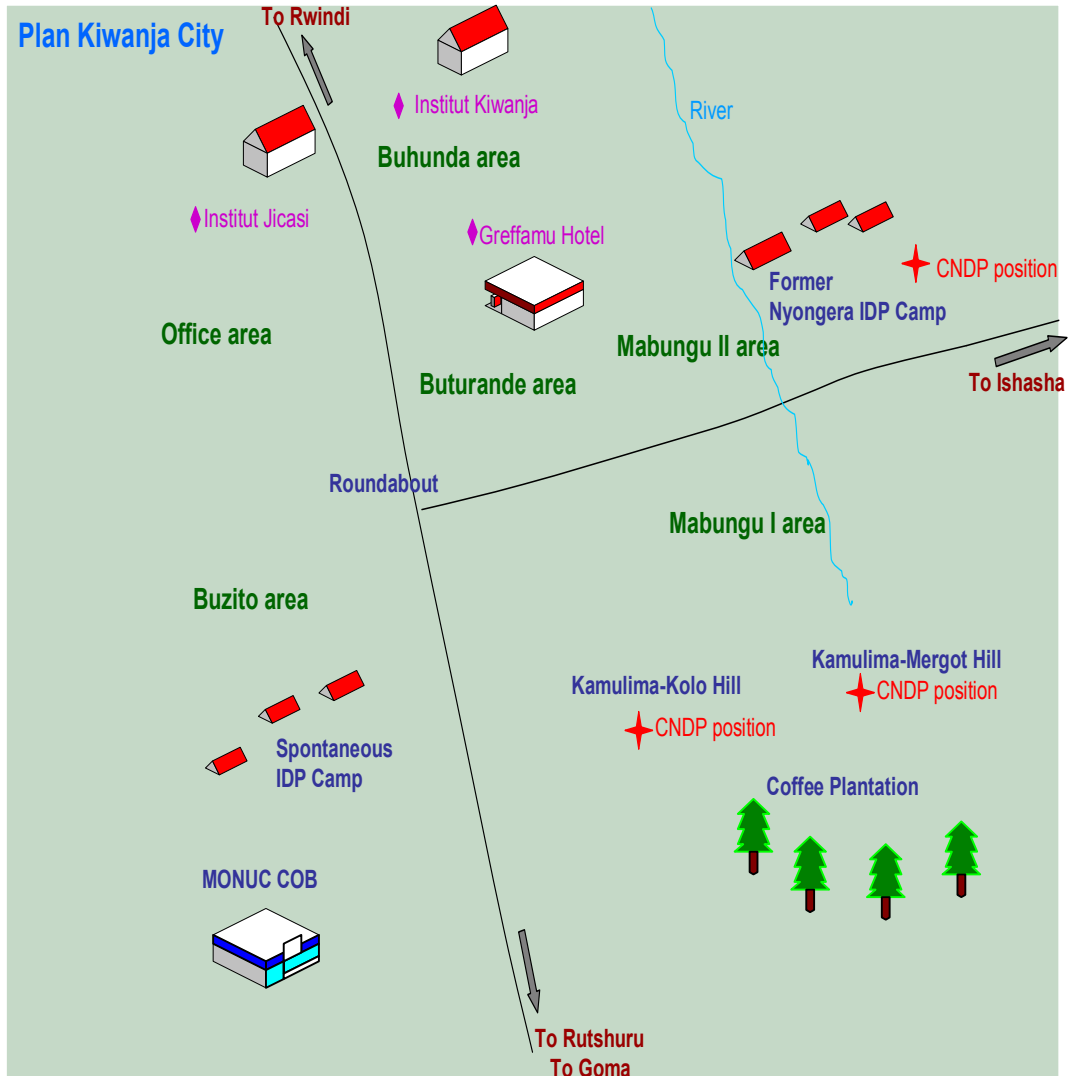 To Rwindi
Plan Kiwanja City
Institut Kiwanja
River
Buhunda area
Institut Jicasi
Greffamu Hotel
CNDP position
Former
Nyongera IDP Camp
Office area
Mabungu II area
Buturande area
To Ishasha
Roundabout
Mabungu I area
Buzito area
Kamulima-Mergot Hill
CNDP position
Kamulima-Kolo Hill
CNDP position
Spontaneous
IDP Camp
Coffee Plantation
MONUC COB
To Rutshuru
To Goma